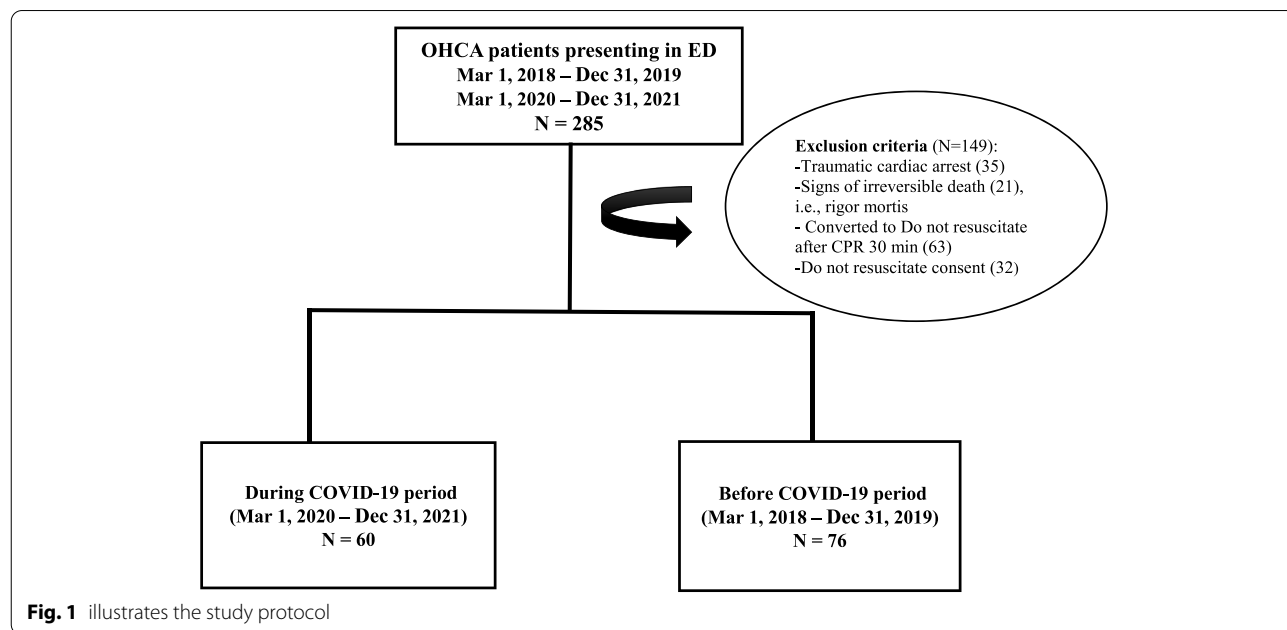 OHCA patients presenting in ED
Mar 1, 2018 – Dec 31, 2019
Mar 1, 2020 – Dec 31, 2021
N = 285
Exclusion criteria (N=149):
-Traumatic cardiac arrest (35)
-Signs of irreversible death (21),
i.e., rigor mortis
- Converted to Do not resuscitate
after CPR 30 min (63)
-Do not resuscitate consent (32)
During COVID-19 period
(Mar 1, 2020 – Dec 31, 2021)
N = 60
Before COVID-19 period
(Mar 1, 2018 – Dec 31, 2019)
N = 76
Fig. 1 illustrates the study protocol